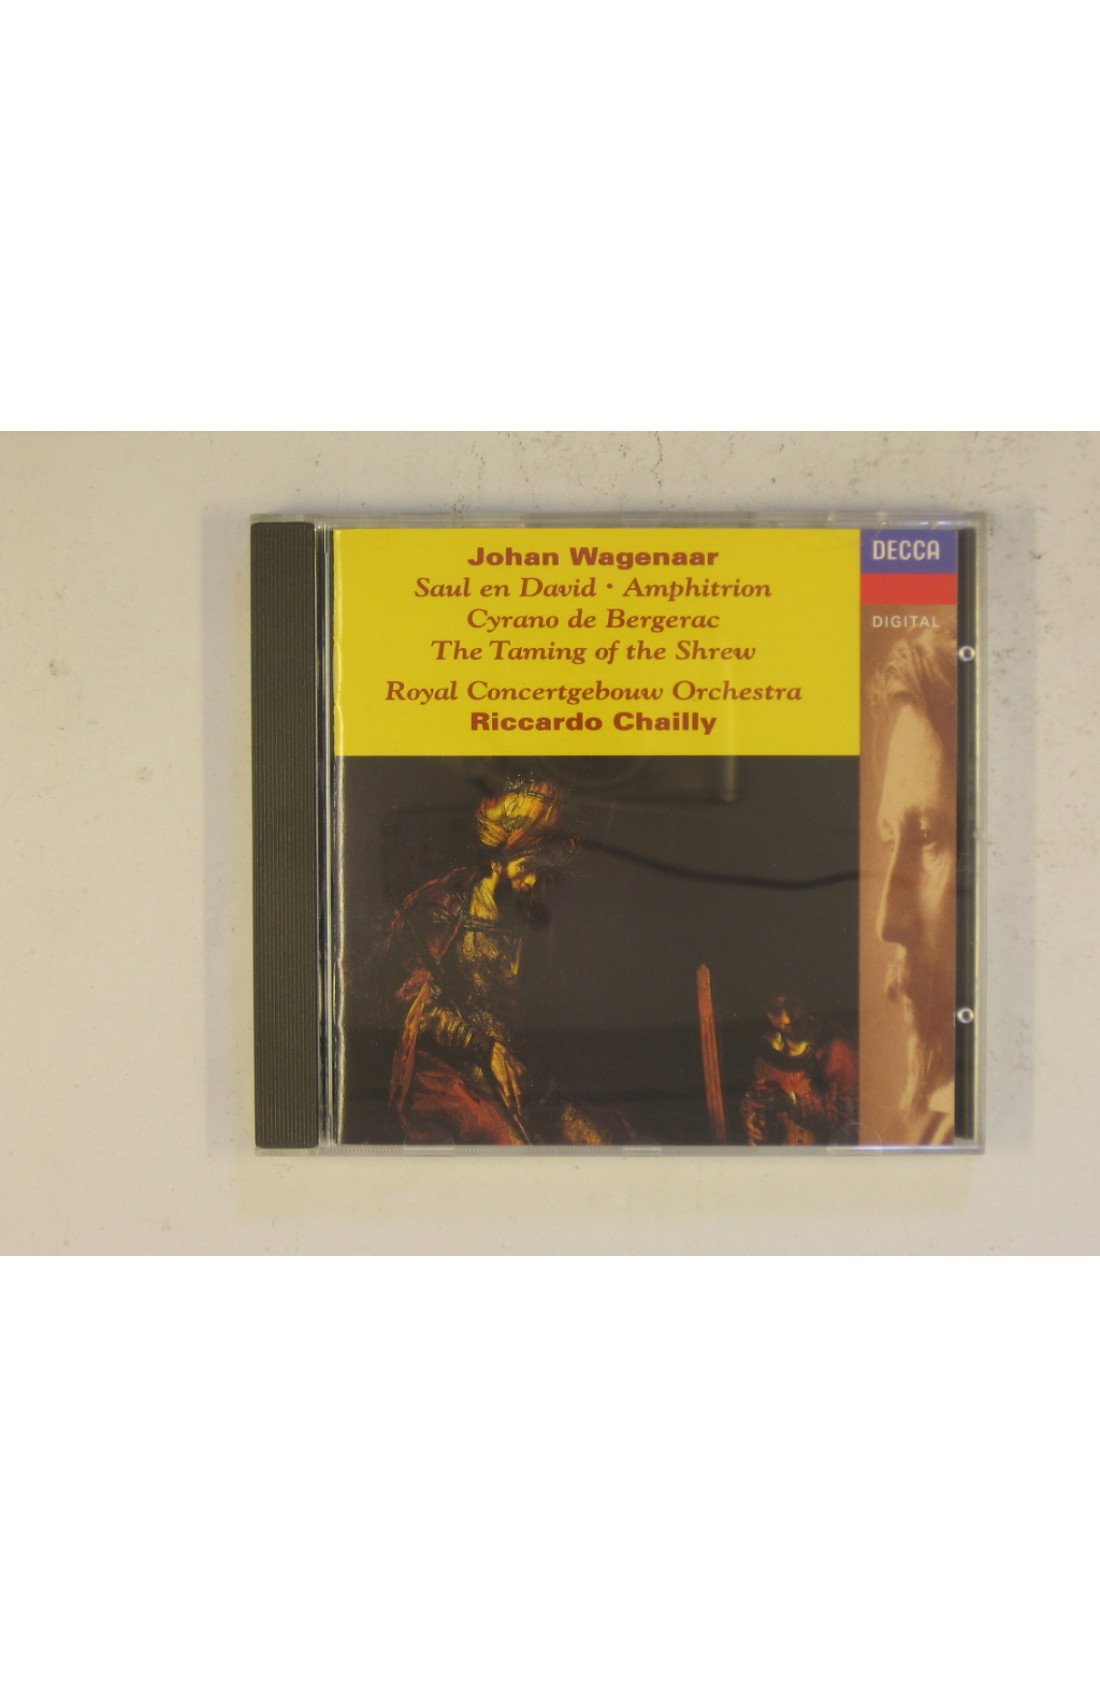 Johan Wagenaar
Saul en David · Amphitrion
Cyrano de Bergerac
The Taming of the Shrew
Royal Concertgebouw Orchestra
Riccardo Chailly
DECCA
DIGITAL